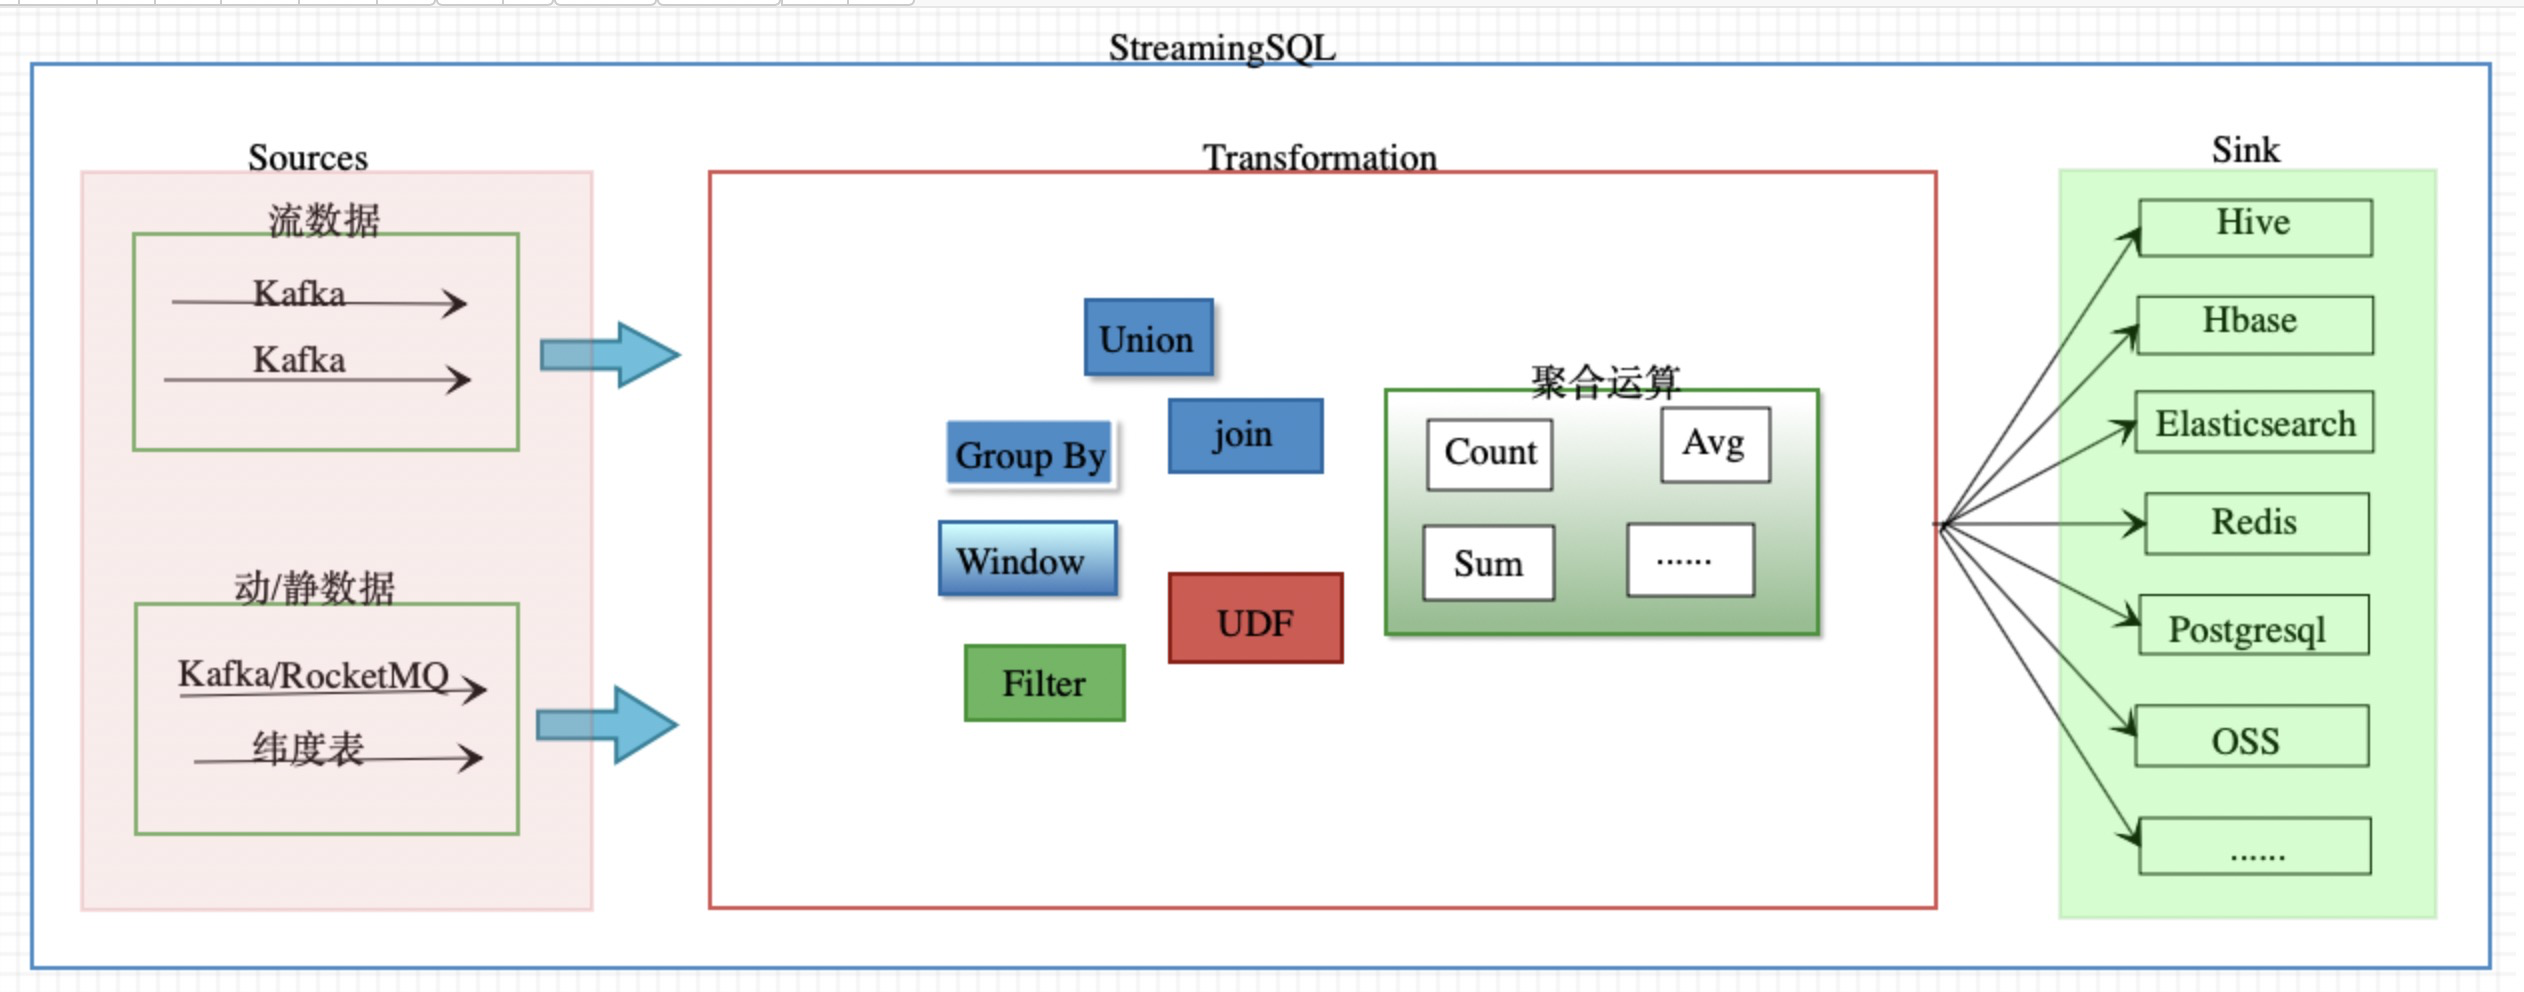 StreamingSQL
Sources
流数据
Kafka
Kafka
动/静数据
Kafka/RocketMQ
纬度表
Transformation
Union
join
Group By
Window
UDF
Filter
聚合运算
Count
Avg
Sum
......
Sink
Hive
Hbase
Elasticsearch
Redis
Postgresql
OSS
......